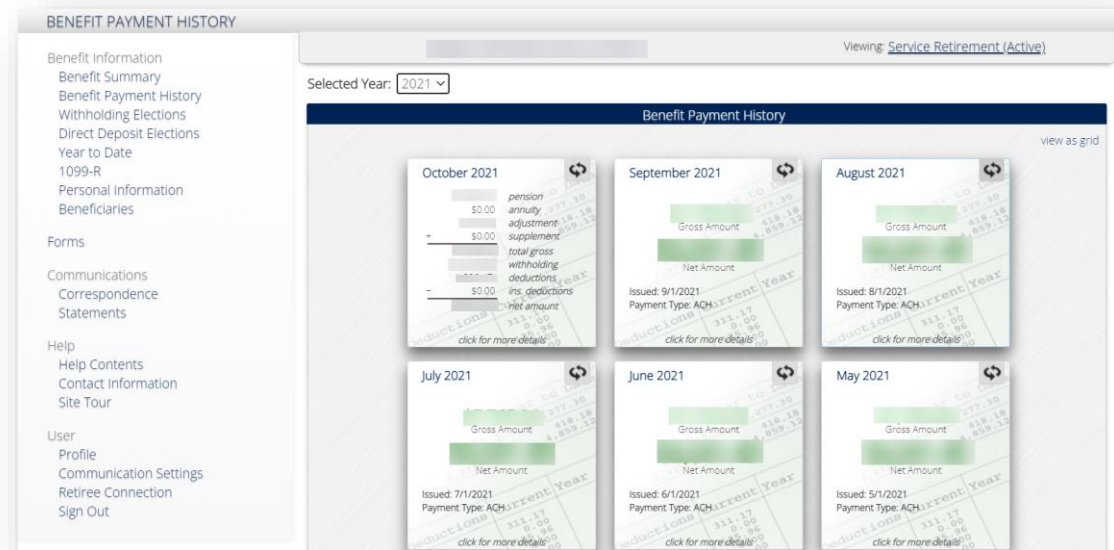 BENEFIT PAYMENT HISTORY
Benefit Information
Benefit Summary
Benefit Payment History
Withholding Elections
Direct Deposit Elections
Year to Date
1099-R
Personal Information
Beneficiaries
Forms
Communications
Correspondence
Statements
Help
Help Contents
Contact Information
Site Tour
User
Profile
Communication Settings
Retiree Connection
Sign Out
Viewing: Service Retirement (Active)
Selected Year: 2021
Benefit Payment History
view as grid
October 2021
pension
$0.00 annuity
adjustment
+ $0.00 supplement
total gross
withholding
deductions
- $0.00 ins. deductions
net amount
click for more details
September 2021
Gross Amount
Net Amount
Issued: 9/1/2021
Payment Type: ACH
click for more details
August 2021
Gross Amount
Net Amount
Issued: 8/1/2021
Payment Type: ACH
click for more details
July 2021
Gross Amount
Net Amount
Issued: 7/1/2021
Payment Type: ACH
click for more details
June 2021
Gross Amount
Net Amount
Issued: 6/1/2021
Payment Type: ACH
click for more details
May 2021
Gross Amount
Net Amount
Issued: 5/1/2021
Payment Type: ACH
click for more details